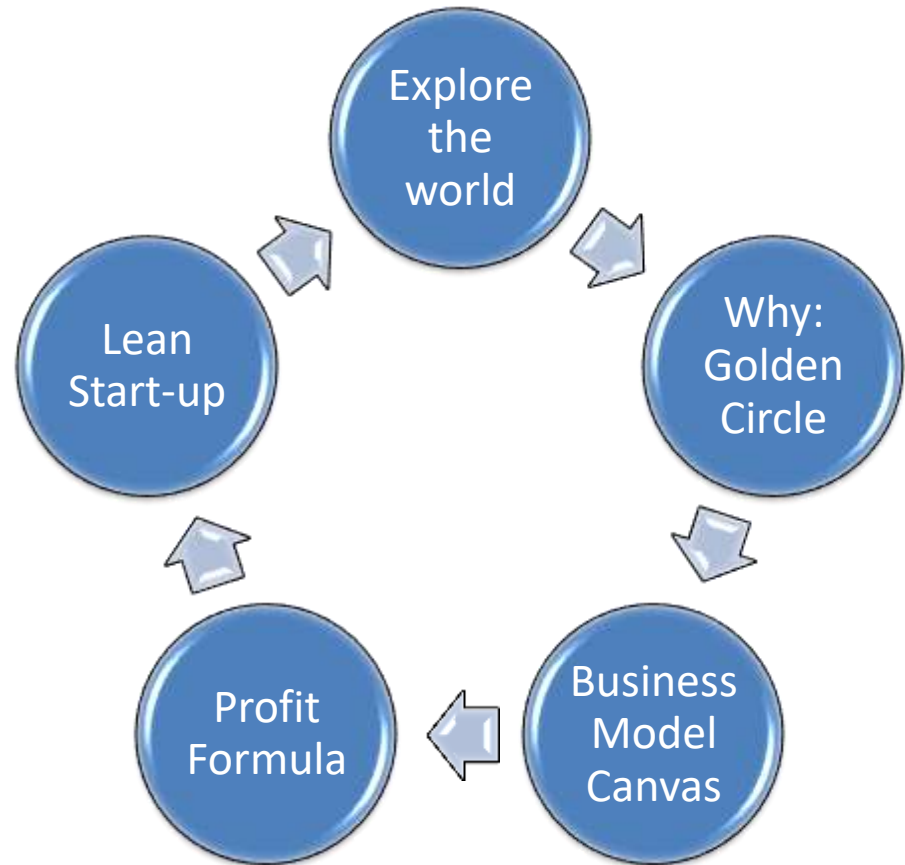 Explore
the
world
Why:
Golden
Circle
Business
Model
Canvas
Profit
Formula
Lean
Start-up